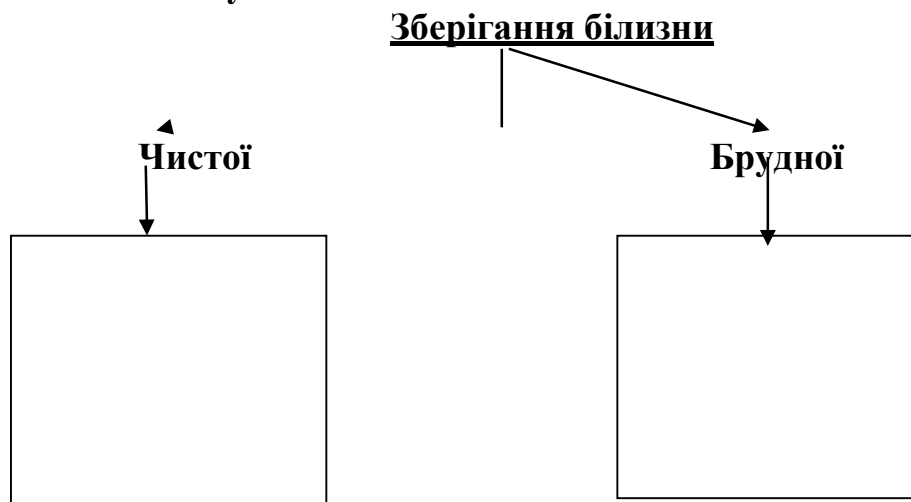 Зберігання білизни
Чистої
Брудної